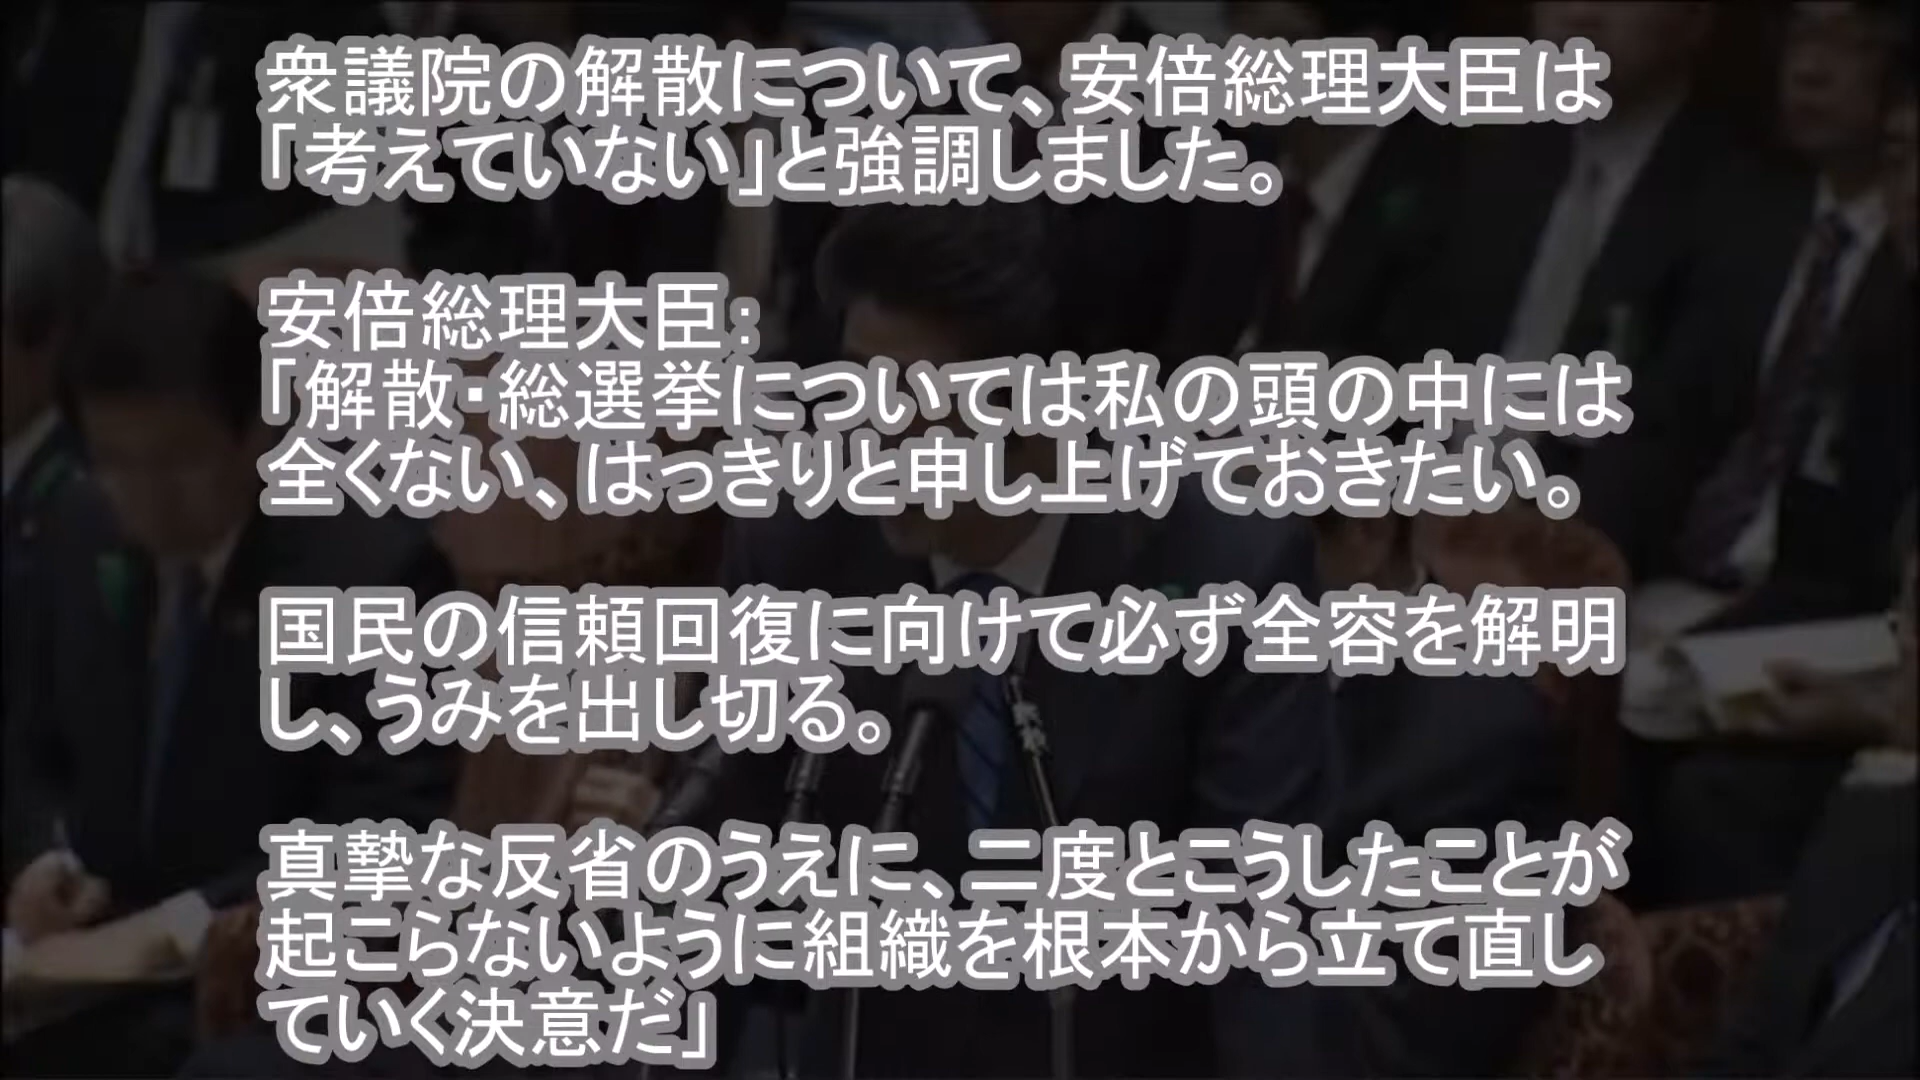 衆議院の解散について、安倍総理大臣は
｢考えていない｣と強調しました。
安倍総理大臣：
｢解散・総選挙については私の頭の中には
全くない、はっきりと申し上げておきたい。
国民の信頼回復に向けて必ず全容を解明
し、うみを出し切る。
真摯な反省のうえに、二度とこうしたことが
起こらないように組織を根本から立て直し
ていく決意だ｣